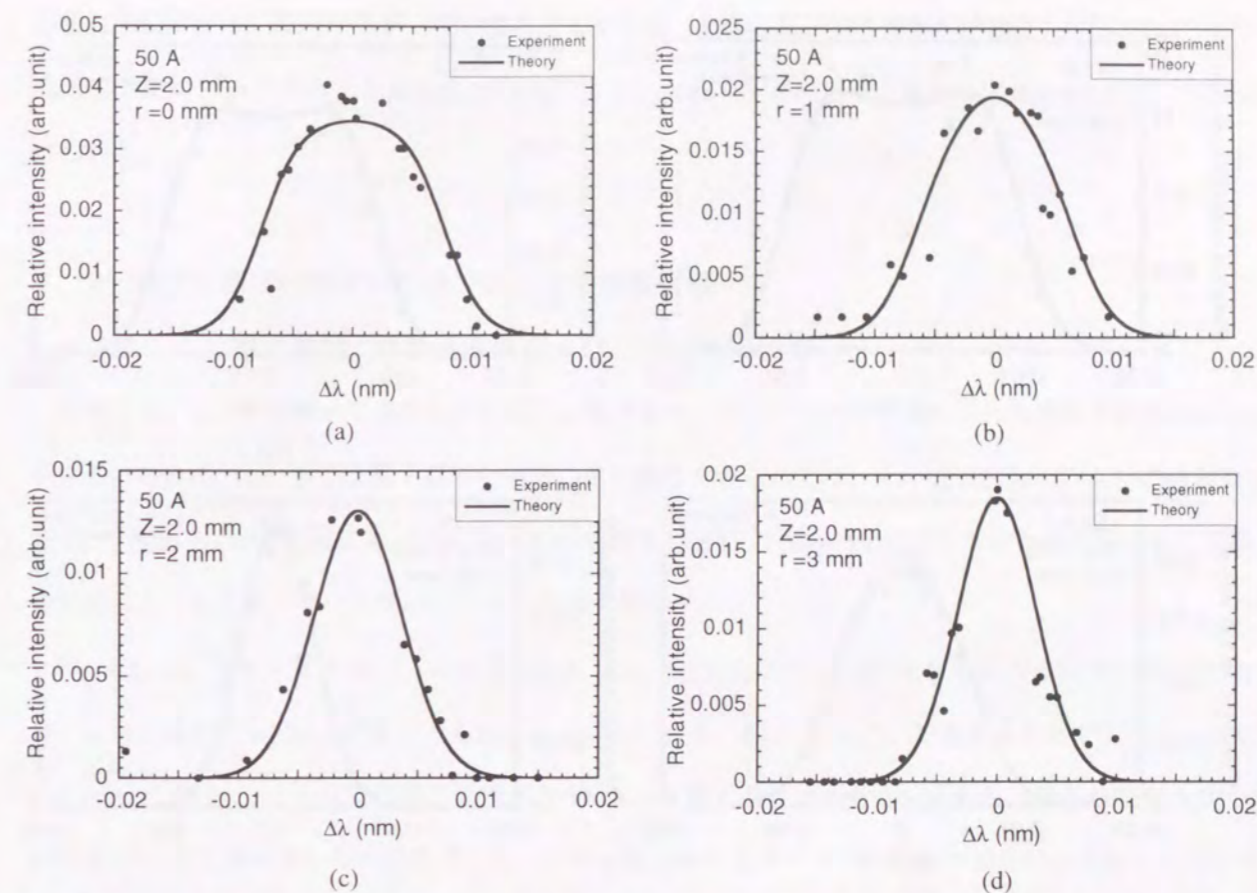 0.05
0.04
0.03
0.02
0.01
0
Relative intensity (arb.unit)
50 A
Z=2.0 mm
r =0 mm
Experiment
Theory
-0.02
-0.01
0
0.01
0.02
Δλ (nm)
(a)
0.025
0.02
0.015
0.01
0.005
0
Relative intensity (arb.unit)
50 A
Z=2.0 mm
r =1 mm
Experiment
Theory
-0.02
-0.01
0
0.01
0.02
Δλ (nm)
(b)
0.015
0.01
0.005
0
Relative intensity (arb.unit)
50 A
Z=2.0 mm
r =2 mm
Experiment
Theory
-0.02
-0.01
0
0.01
0.02
Δλ (nm)
(c)
0.02
0.015
0.01
0.005
0
Relative intensity (arb.unit)
50 A
Z=2.0 mm
r =3 mm
Experiment
Theory
-0.02
-0.01
0
0.01
0.02
Δλ (nm)
(d)